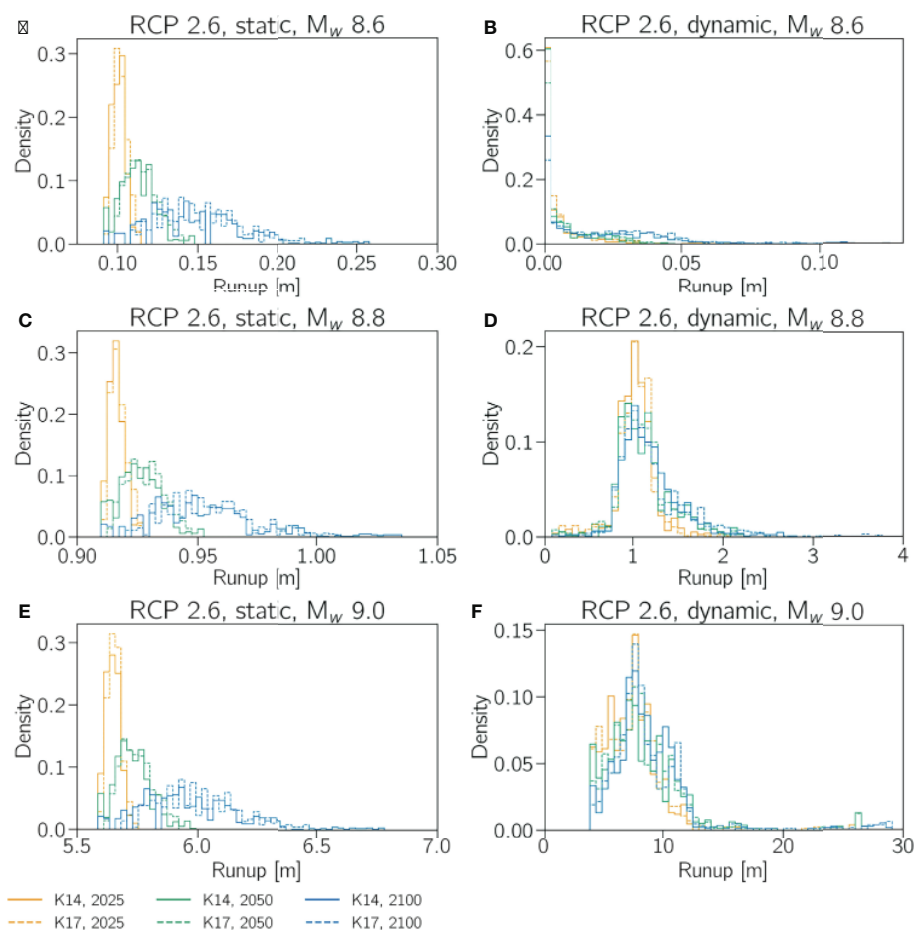 RCP 2.6, static, Mw 8.6
B RCP 2.6, dynamic, Mw 8.6
Density
0.3
0.2
0.1
0.0
0.10 0.15 0.20 0.25 0.30
Runup [m]
Density
0.6
0.4
0.2
0.0
0.00 0.05 0.10
Runup [m]
C RCP 2.6, static, Mw 8.8
D RCP 2.6, dynamic, Mw 8.8
Density
0.3
0.2
0.1
0.0
0.90 0.95 1.00 1.05
Runup [m]
Density
0.2
0.1
0.0
0 1 2 3 4
Runup [m]
E RCP 2.6, static, Mw 9.0
F RCP 2.6, dynamic, Mw 9.0
Density
0.3
0.2
0.1
0.0
5.5 6.0 6.5 7.0
Runup [m]
Density
0.15
0.10
0.05
0.00
0 10 20 30
Runup [m]
K14, 2025 K14, 2050 K14, 2100
K17, 2025 K17, 2050 K17, 2100